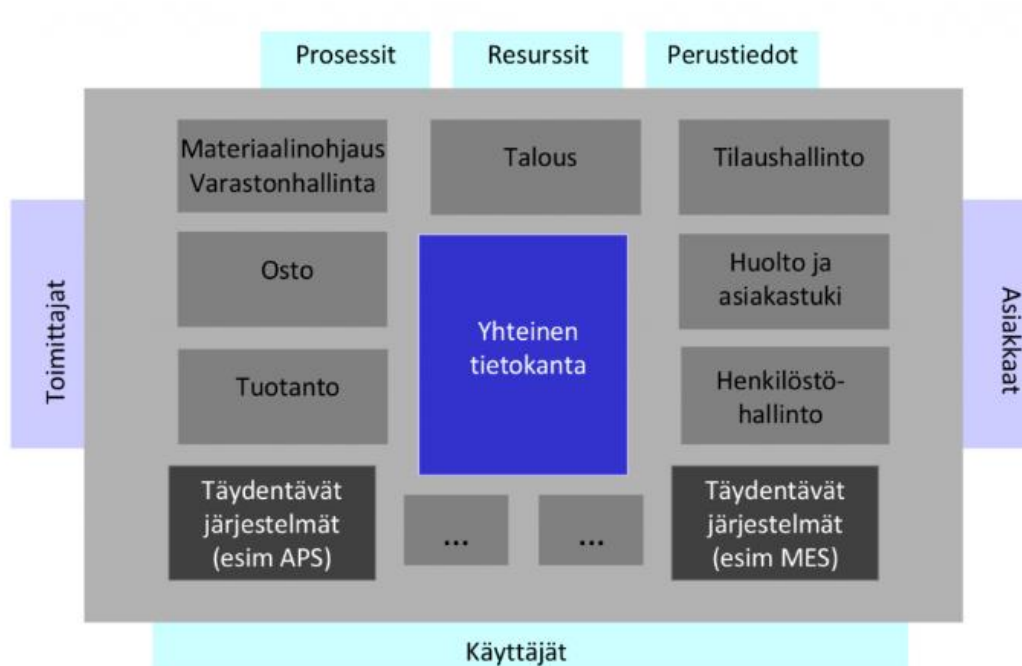 Prosessit
Resurssit
Perustiedot
Materiaalinohjaus
Varastonhallinta
Talous
Tilaushallinto
Toimittajat
Osto
Yhteinen
tietokanta
Huolto ja
asiakastuki
Asiakkaat
Tuotanto
Henkilöstö-
hallinto
Täydentävät
järjestelmät
(esim APS)
...
...
Täydentävät
järjestelmät
(esim MES)
Käyttäjät